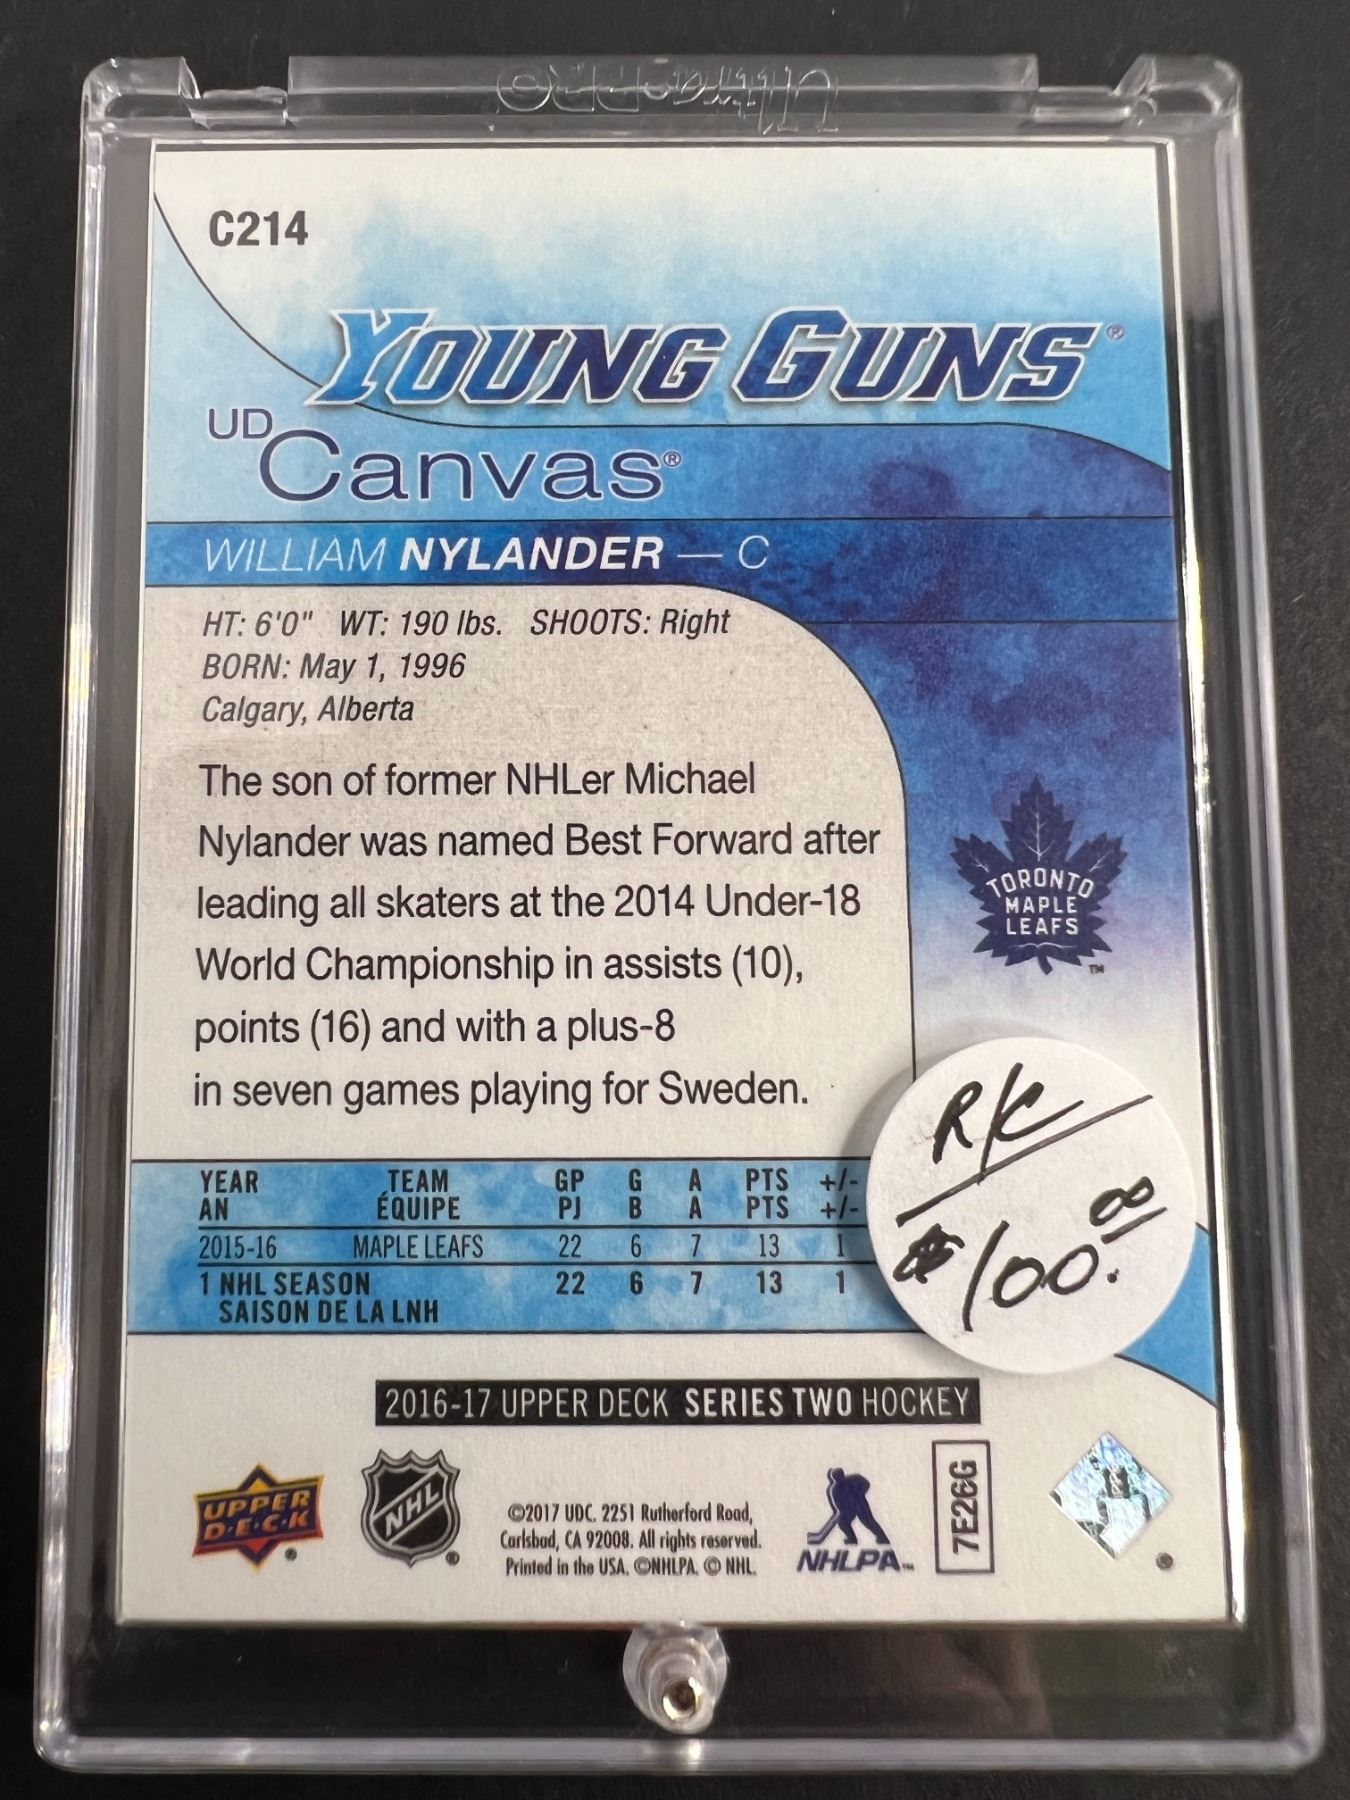 ULTRA·PRO
C214
YOUNG GUNS®
UD Canvas®
WILLIAM NYLANDER — C
HT: 6'0" WT: 190 lbs. SHOOTS: Right
BORN: May 1, 1996
Calgary, Alberta
The son of former NHLer Michael
Nylander was named Best Forward after
leading all skaters at the 2014 Under-18
World Championship in assists (10),
points (16) and with a plus-8
in seven games playing for Sweden.
TORONTO
MAPLE
LEAFS
™
R/C
$100.00
YEAR TEAM GP G A PTS +/-
AN ÉQUIPE PJ B A PTS +/-
2015-16 MAPLE LEAFS 22 6 7 13 1
1 NHL SEASON 22 6 7 13 1
SAISON DE LA LNH
2016-17 UPPER DECK SERIES TWO HOCKEY
UPPER
D·E·C·K
®
NHL
®
©2017 UDC. 2251 Rutherford Road,
Carlsbad, CA 92008. All rights reserved.
Printed in the USA. ©NHLPA. © NHL.
NHLPA™
7E26G
®